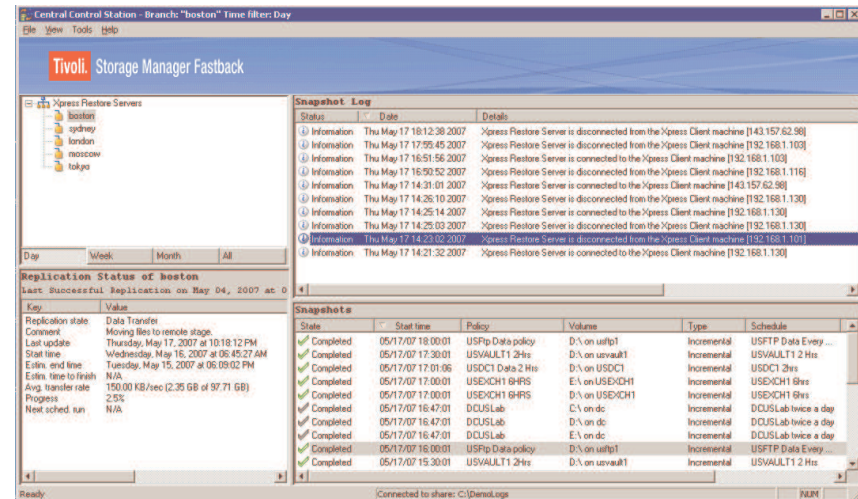 Central Control Station - Branch: "boston" Time filter: Day
File View Tools Help
Tivoli. Storage Manager Fastback
Xpress Restore Servers
boston
sydney
london
moscow
tokyo
Day Week Month All
Replication Status of boston
Last Successful Replication on May 04, 2007 at 0
Key Value
Replication state Data Transfer
Comment Moving files to remote stage.
Last update Thursday, May 17, 2007 at 10:18:12 PM
Start time Wednesday, May 16, 2007 at 06:45:27 AM
Estim. end time Tuesday, May 15, 2007 at 06:09:02 PM
Estim. time to finish N/A
Avg. transfer rate 150.00 KB/sec (2.35 GB of 97.71 GB)
Progress 2.5%
Next sched. run N/A
Snapshot Log
Status Date Details
Information Thu May 17 18:12:38 2007 Xpress Restore Server is disconnected from the Xpress Client machine [143.157.62.98]
Information Thu May 17 17:55:45 2007 Xpress Restore Server is disconnected from the Xpress Client machine [192.168.1.103]
Information Thu May 17 16:51:56 2007 Xpress Restore Server is connected to the Xpress Client machine [192.168.1.103]
Information Thu May 17 16:50:52 2007 Xpress Restore Server is disconnected from the Xpress Client machine [192.168.1.116]
Information Thu May 17 14:31:01 2007 Xpress Restore Server is connected to the Xpress Client machine [143.157.62.98]
Information Thu May 17 14:26:10 2007 Xpress Restore Server is disconnected from the Xpress Client machine [192.168.1.130]
Information Thu May 17 14:25:14 2007 Xpress Restore Server is connected to the Xpress Client machine [192.168.1.130]
Information Thu May 17 14:25:03 2007 Xpress Restore Server is disconnected from the Xpress Client machine [192.168.1.130]
Information Thu May 17 14:23:02 2007 Xpress Restore Server is disconnected from the Xpress Client machine [192.168.1.101]
Information Thu May 17 14:21:32 2007 Xpress Restore Server is connected to the Xpress Client machine [192.168.1.130]
Snapshots
State Start time Policy Volume Type Schedule
Completed 05/17/07 18:00:01 USFtp Data policy D:\ on usftp1 Incremental USFTP Data Every ...
Completed 05/17/07 17:30:01 USVAULT1 2Hrs D:\ on usvault1 Incremental USVAULT1 2 Hrs
Completed 05/17/07 17:01:06 USDC1 Data 2 Hrs D:\ on USDC1 Incremental USDC1 2hrs
Completed 05/17/07 17:00:01 USEXCH1 6HRS E:\ on USEXCH1 Incremental USEXCH1 6hrs
Completed 05/17/07 17:00:01 USEXCH1 6HRS D:\ on USEXCH1 Incremental USEXCH1 6hrs
Completed 05/17/07 16:47:01 DCUSLab C:\ on dc Incremental DCUSLab twice a day
Completed 05/17/07 16:47:01 DCUSLab D:\ on dc Incremental DCUSLab twice a day
Completed 05/17/07 16:47:01 DCUSLab E:\ on dc Incremental DCUSLab twice a day
Completed 05/17/07 16:00:01 USFtp Data policy D:\ on usftp1 Incremental USFTP Data Every ...
Completed 05/17/07 15:30:01 USVAULT1 2Hrs D:\ on usvault1 Incremental USVAULT1 2 Hrs
Ready Connected to share: C:\DemoLogs NUM